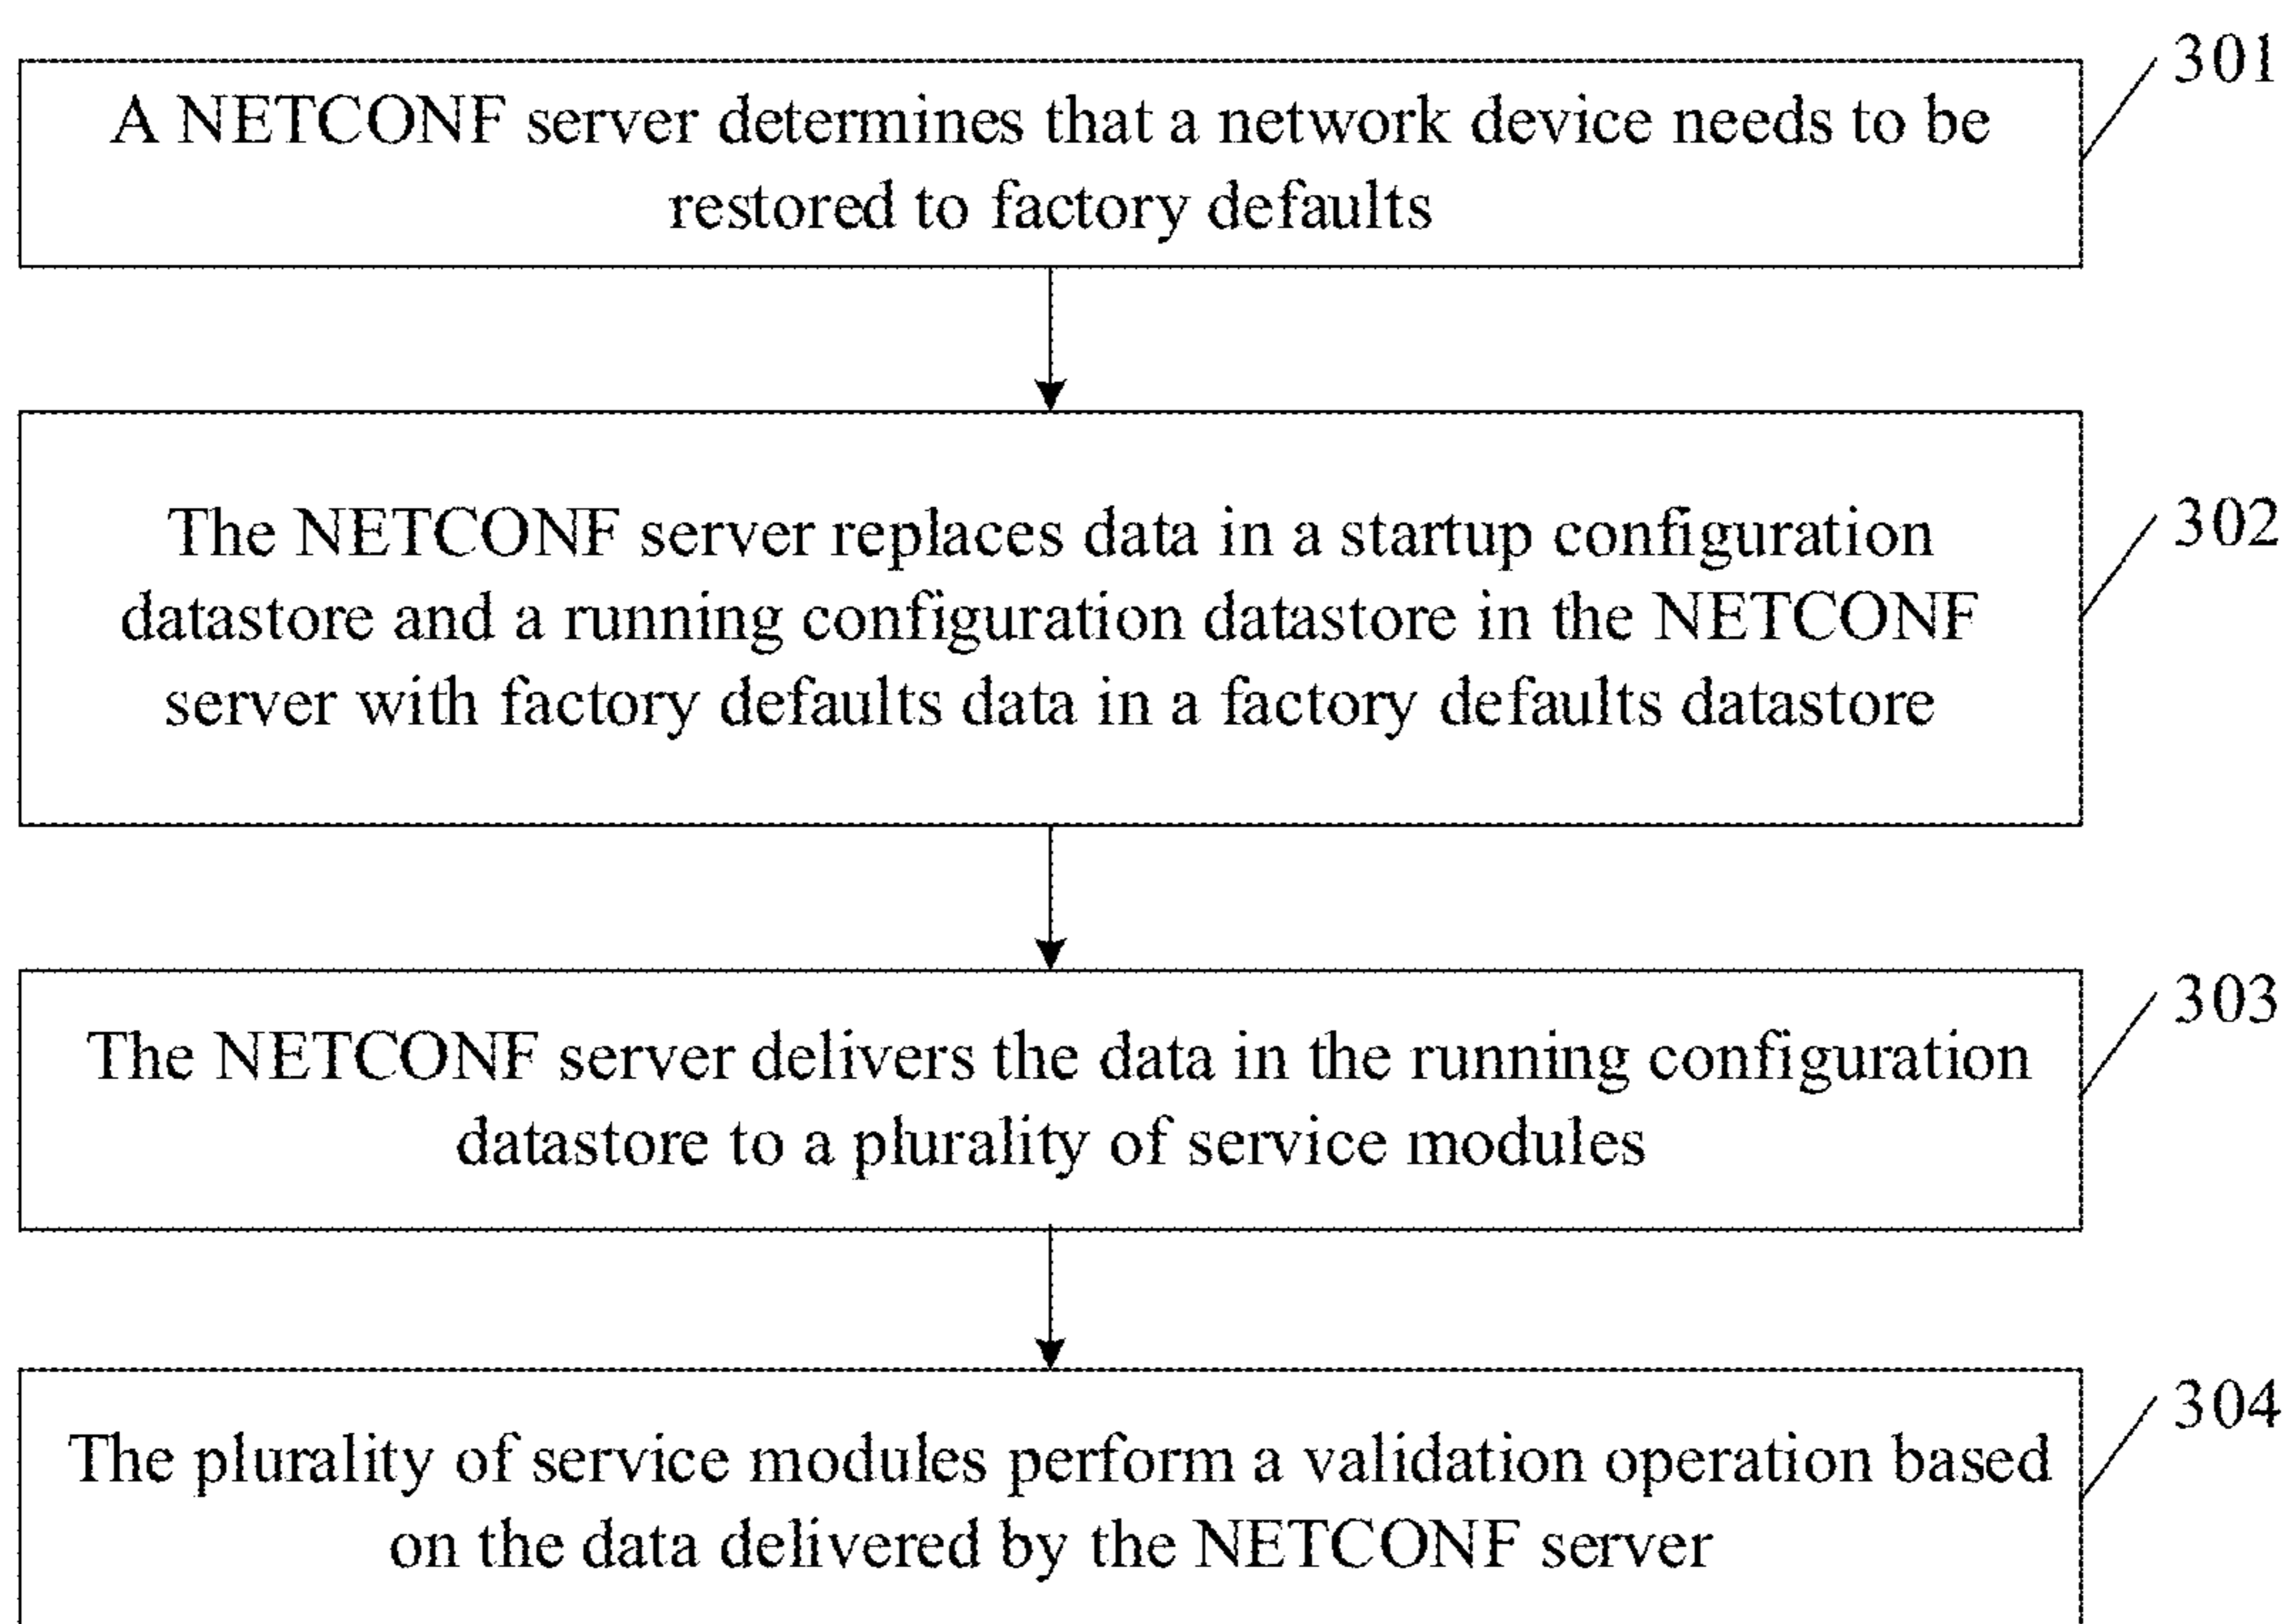 301
A NETCONF server determines that a network device needs to be
restored to factory defaults
302
The NETCONF server replaces data in a startup configuration
datastore and a running configuration datastore in the NETCONF
server with factory defaults data in a factory defaults datastore
303
The NETCONF server delivers the data in the running configuration
datastore to a plurality of service modules
304
The plurality of service modules perform a validation operation based
on the data delivered by the NETCONF server